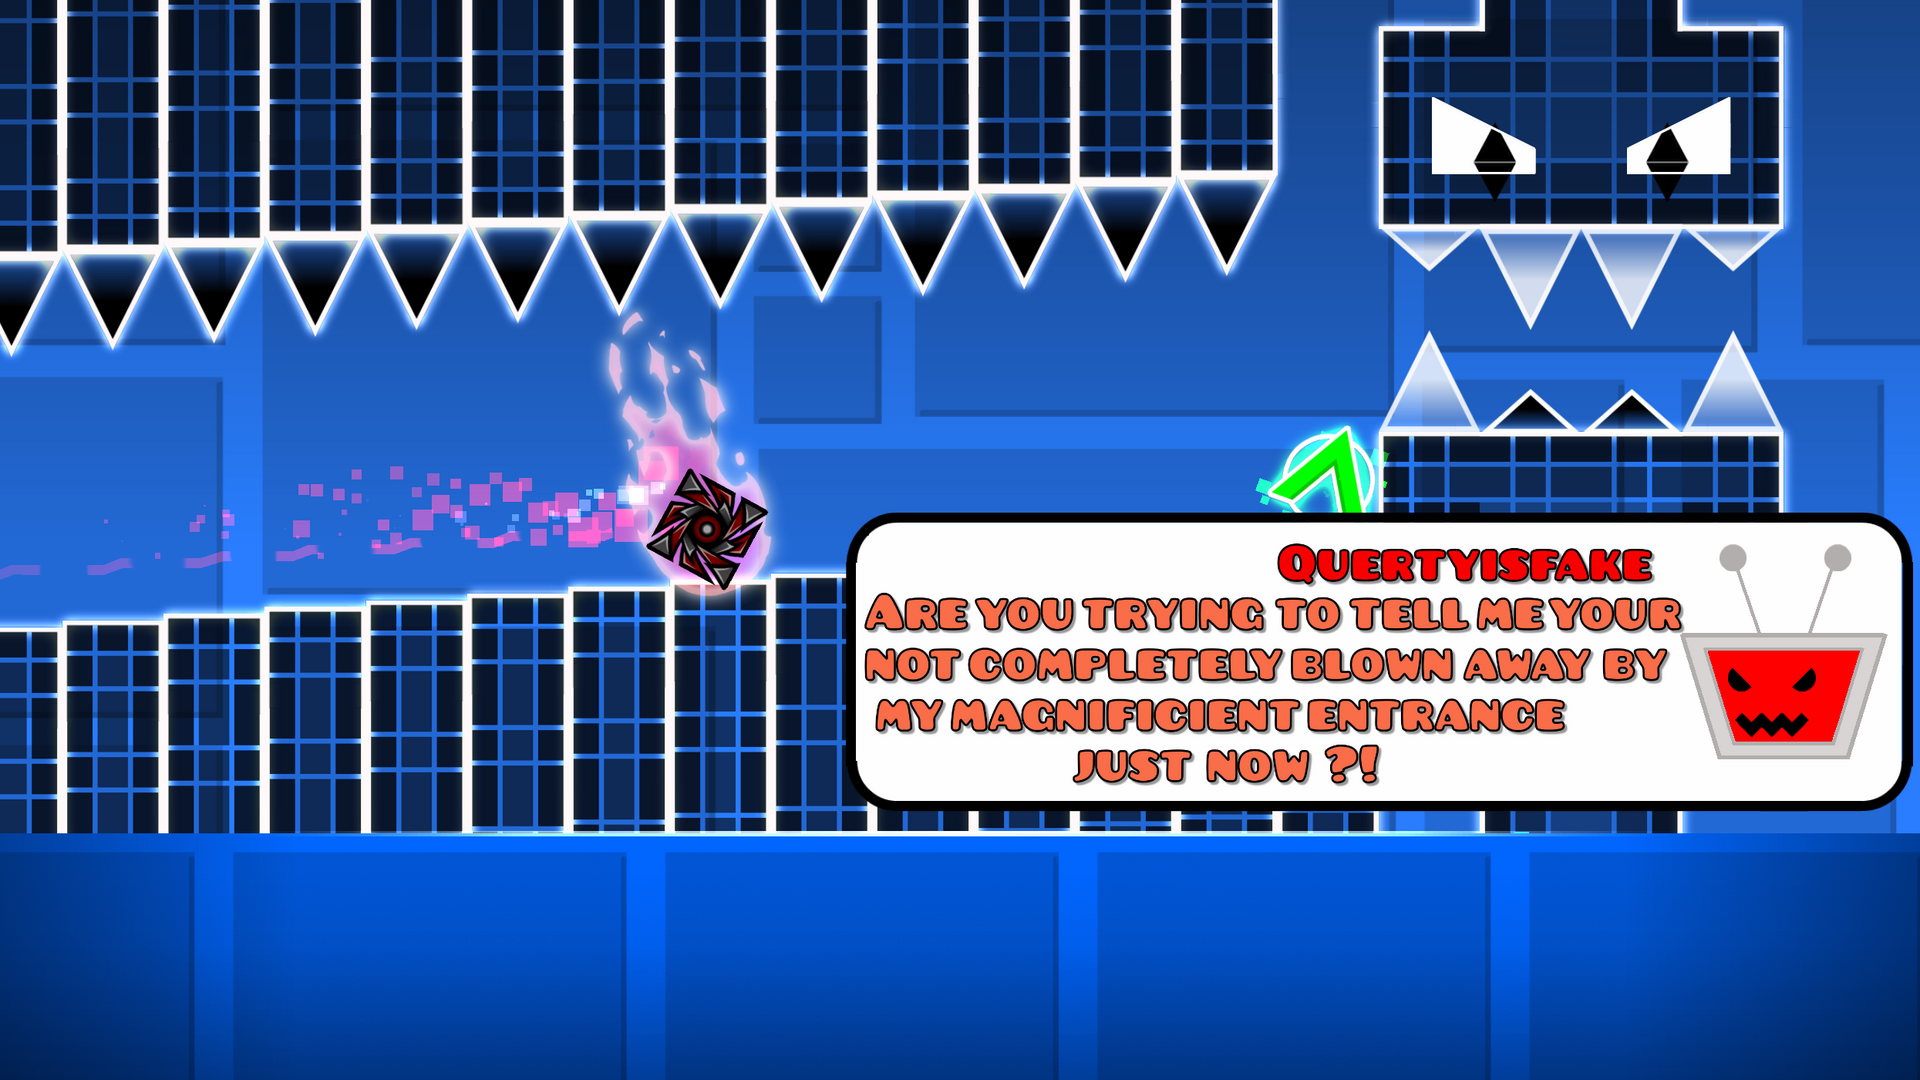 Quertyisfake
Are you trying to tell me your
not completely blown away by
my magnificient entrance
just now ?!